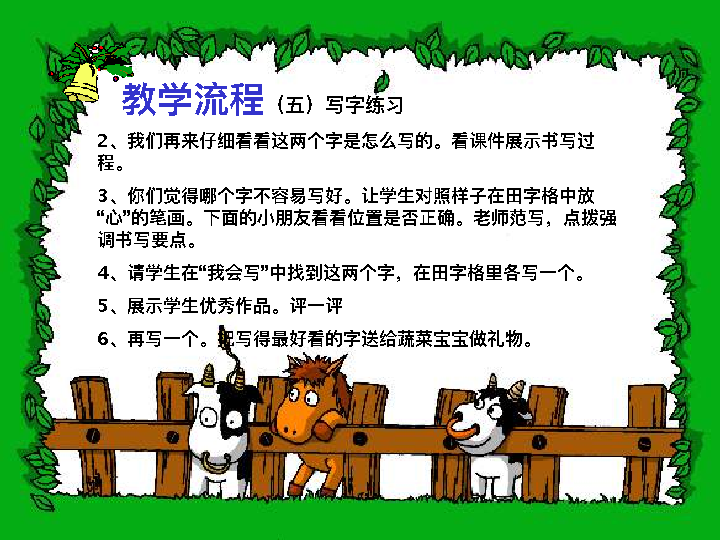 教学流程（五）写字练习
2、我们再来仔细看看这两个字是怎么写的。看课件展示书写过
程。
3、你们觉得哪个字不容易写好。让学生对照样子在田字格中放
“心”的笔画。下面的小朋友看看位置是否正确。老师范写，点拨强
调书写要点。
4、请学生在“我会写”中找到这两个字，在田字格里各写一个。
5、展示学生优秀作品。评一评
6、再写一个。把写得最好看的字送给蔬菜宝宝做礼物。